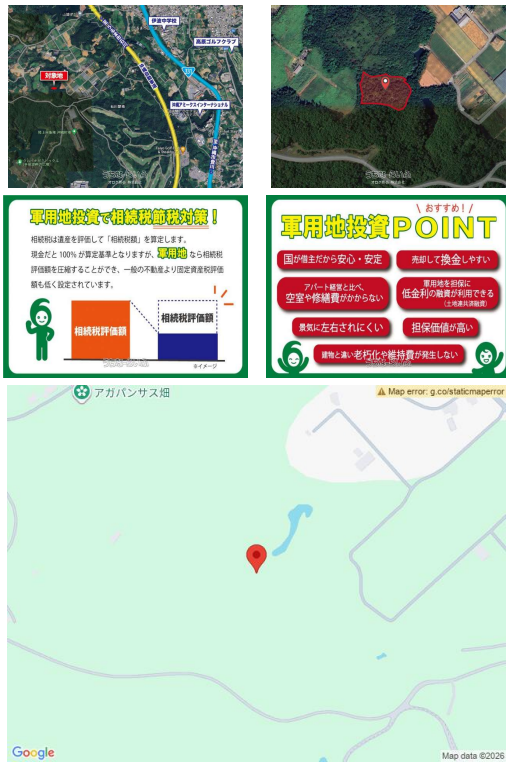 伊波中学校
高原ゴルフクラブ
対象地
沖縄アミークスインターナショナル
軍用地投資で相続税節税対策！
相続税は遺産を評価して「相続税額」を算定します。
現金だと100%が算定基準となりますが、軍用地なら相続税
評価額を圧縮することができ、一般の不動産より固定資産税評価
額も低く設定されています。
相続税評価額
相続税評価額
※イメージ
\ おすすめ！ /
軍用地投資POINT
国が借主だから安心・安定
売却して換金しやすい
アパート経営と比べ、
空室や修繕費がかからない
軍用地を担保に
低金利の融資が利用できる
(土地連共済融資)
景気に左右されにくい
担保価値が高い
建物と違い老朽化や維持費が発生しない
アガパンサス畑
Map error: g.co/staticmaperror
Google
Map data ©2026